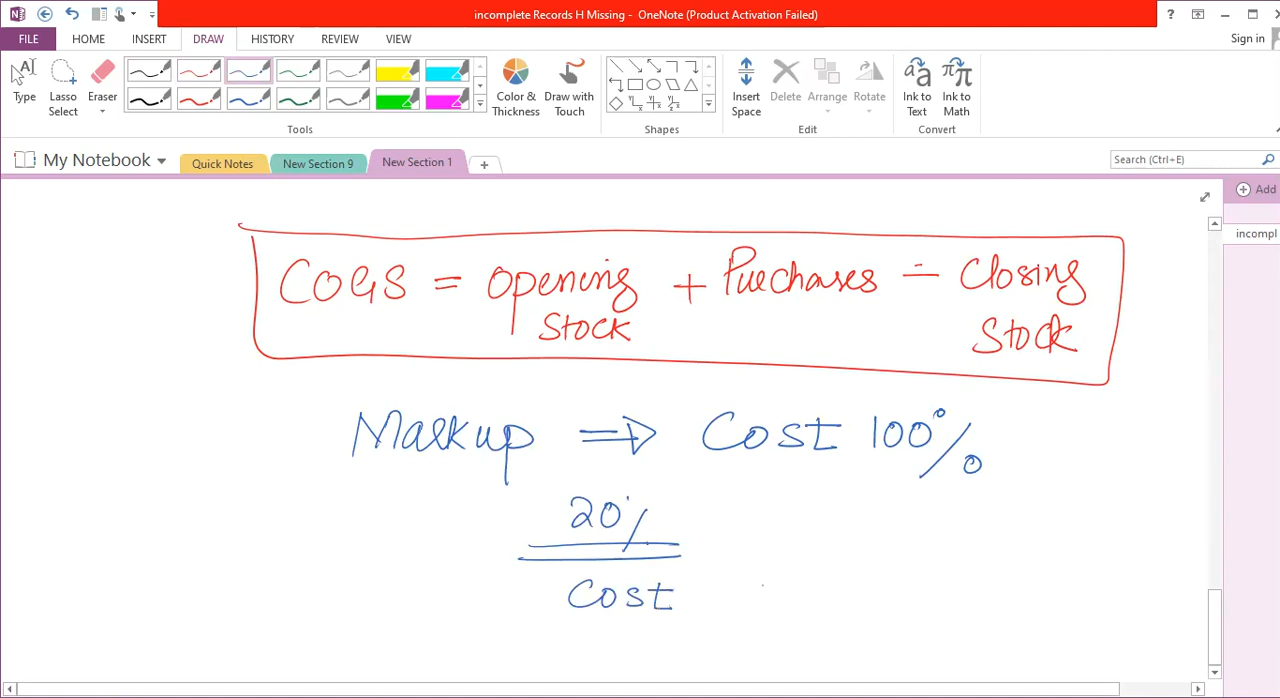 incomplete Records H Missing - OneNote (Product Activation Failed)
? 
Sign in
FILE HOME INSERT DRAW HISTORY REVIEW VIEW
Type Lasso Select Eraser Color & Thickness Draw with Touch Insert Space Delete Arrange Rotate Ink to Text Ink to Math
Tools Shapes Edit Convert
My Notebook Quick Notes New Section 9 New Section 1 +
Search (Ctrl+E)
Add
incompl
COGS = Opening + Purchases - Closing
Stock Stock
Markup ⇒ Cost 100%
20%
Cost